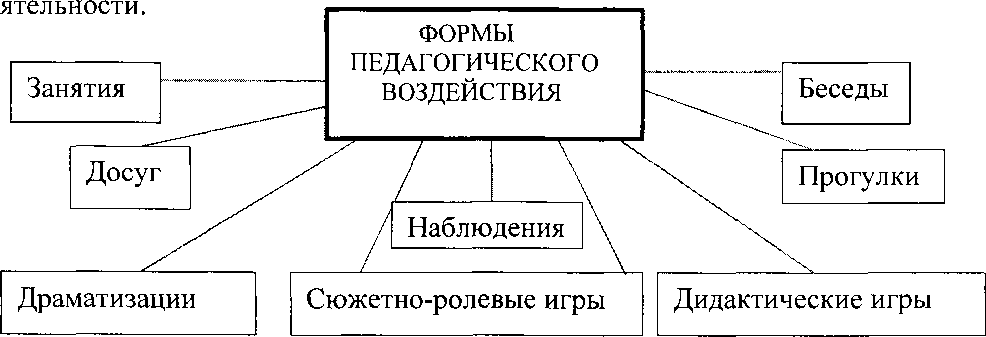 ятельности.
ФОРМЫ
ПЕДАГОГИЧЕСКОГО
ВОЗДЕЙСТВИЯ
Занятия
Беседы
Досуг
Прогулки
Наблюдения
Драматизации
Сюжетно-ролевые игры
Дидактические игры